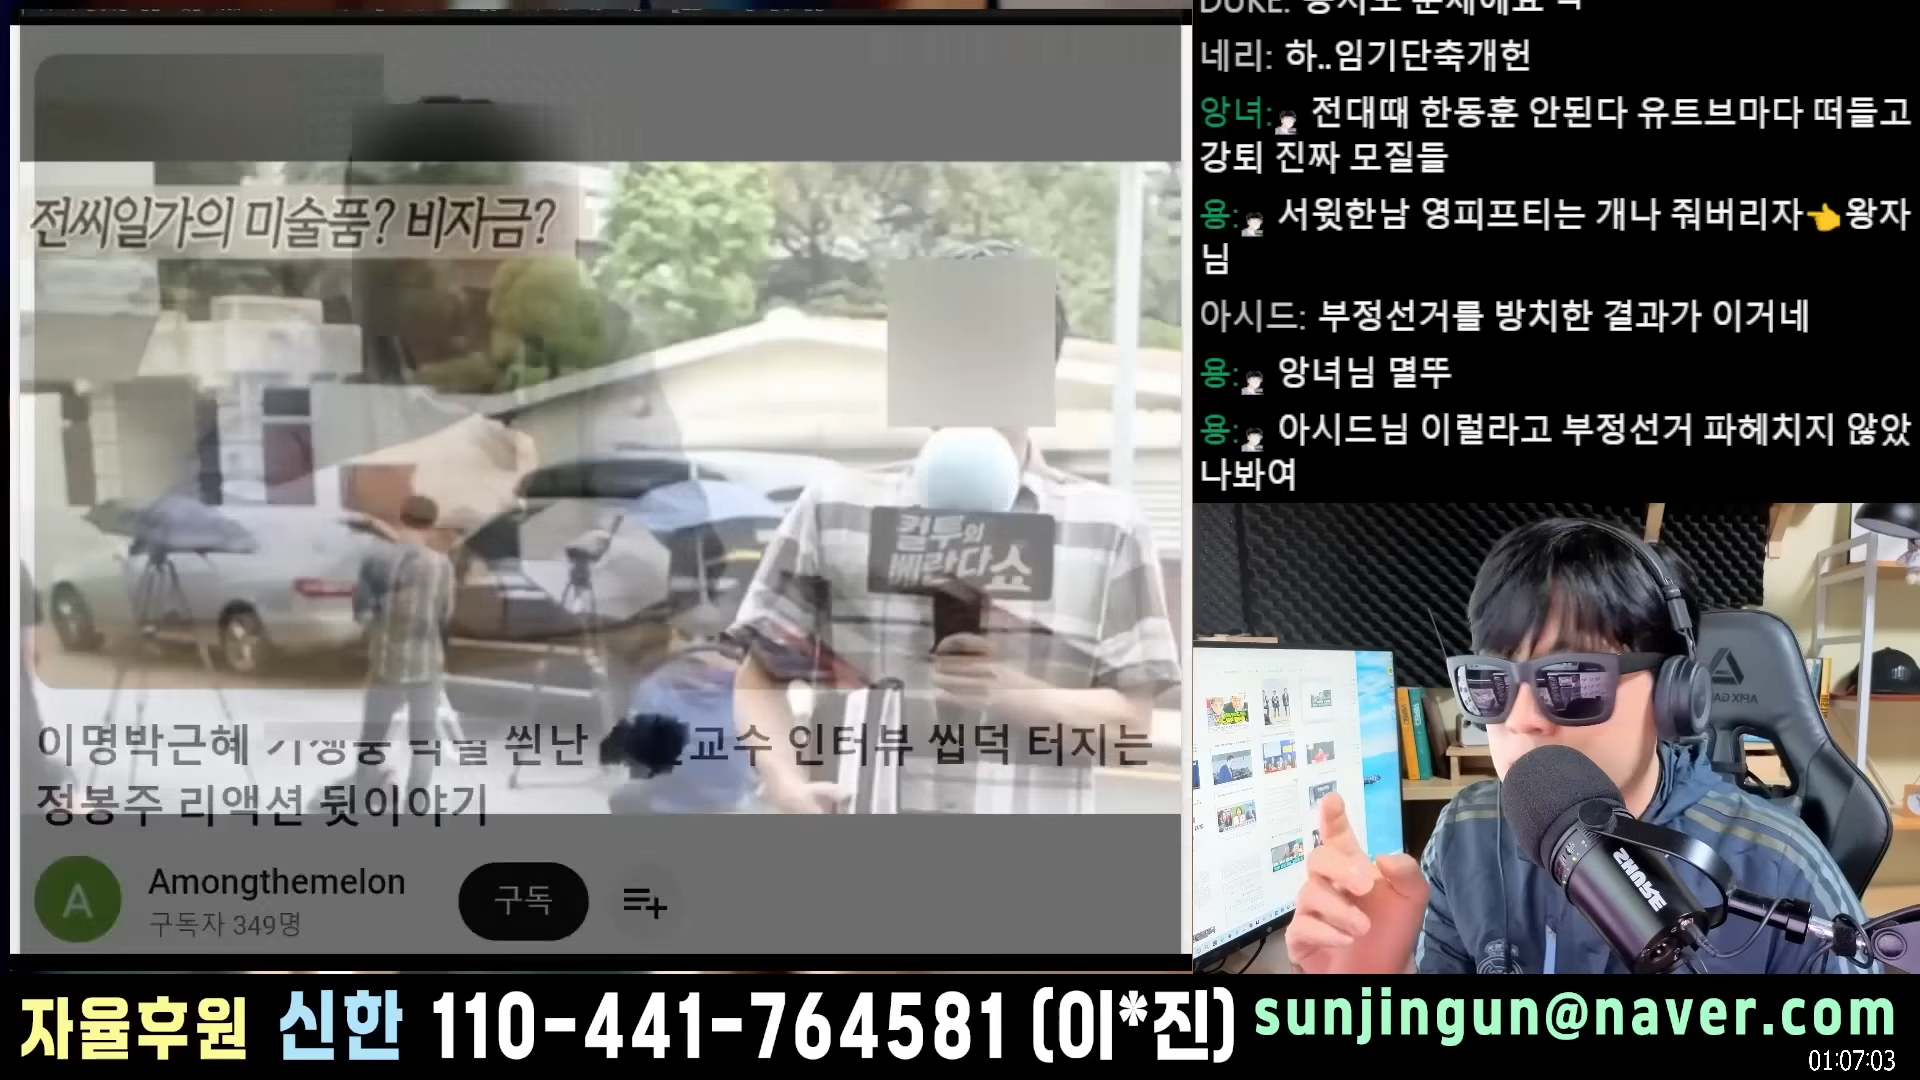 전씨일가의 미술품? 비자금?
컬투의
베란다쇼
이명박근혜 기생충 박멸 씐난 교수 인터뷰 씹덕 터지는
정봉주 리액션 뒷이야기
A
Amongthemelon
구독자 349명
구독
네리: 하..임기단축개헌
앙녀: 전대때 한동훈 안된다 유트브마다 떠들고
강퇴 진짜 모질들
용: 서윗한남 영피프티는 개나 줘버리자👈왕자
님
아시드: 부정선거를 방치한 결과가 이거네
용: 앙녀님 멸뚜
용: 아시드님 이럴라고 부정선거 파헤치지 않았
나봐여
SHURE
자율후원 신한 110-441-764581 (이*진) sunjingun@naver.com
01:07:03